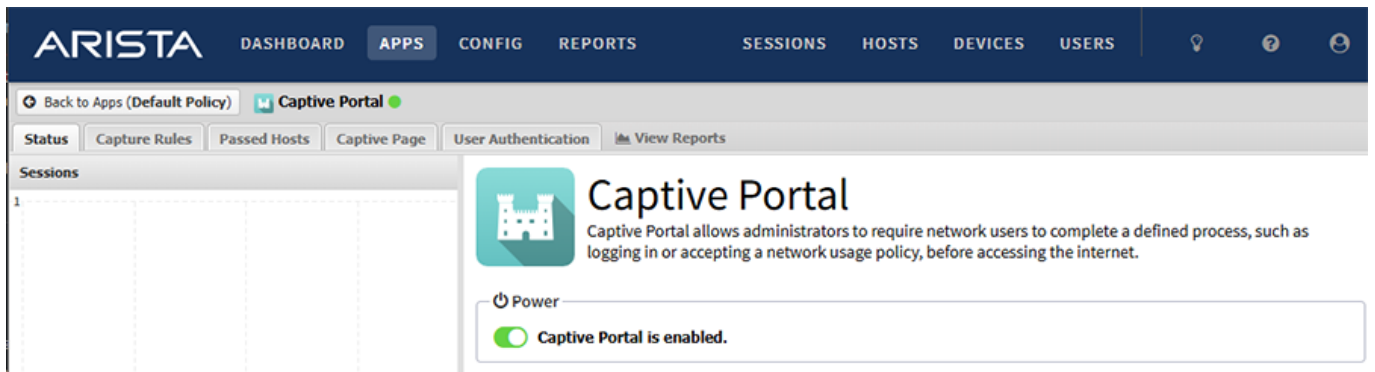 ARISTA DASHBOARD APPS CONFIG REPORTS SESSIONS HOSTS DEVICES USERS
Back to Apps (Default Policy) Captive Portal
Status Capture Rules Passed Hosts Captive Page User Authentication View Reports
Sessions
1
Captive Portal
Captive Portal allows administrators to require network users to complete a defined process, such as
logging in or accepting a network usage policy, before accessing the internet.
Power
Captive Portal is enabled.